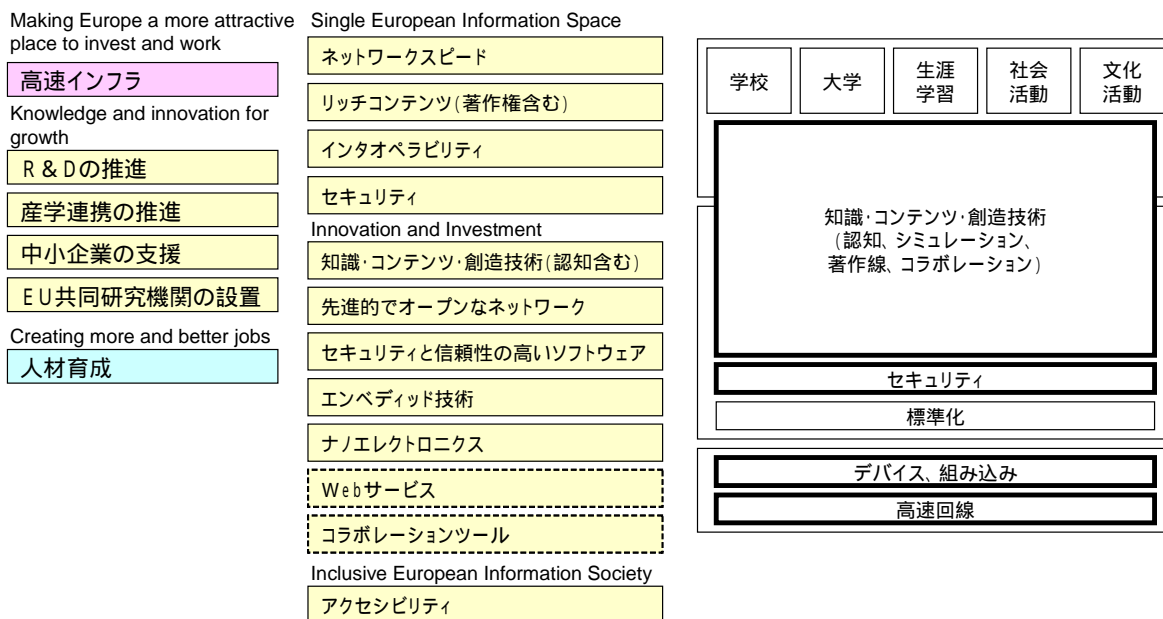 Making Europe a more attractive
place to invest and work
高速インフラ
Knowledge and innovation for
growth
R&Dの推進
産学連携の推進
中小企業の支援
EU共同研究機関の設置
Creating more and better jobs
人材育成
Single European Information Space
ネットワークスピード
リッチコンテンツ(著作権含む)
インタオペラビリティ
セキュリティ
Innovation and Investment
知識・コンテンツ・創造技術(認知含む)
先進的でオープンなネットワーク
セキュリティと信頼性の高いソフトウェア
エンベディッド技術
ナノエレクトロニクス
Webサービス
コラボレーションツール
Inclusive European Information Society
アクセシビリティ
学校
大学
生涯
学習
社会
活動
文化
活動
知識・コンテンツ・創造技術
(認知、シミュレーション、
著作線、コラボレーション)
セキュリティ
標準化
デバイス、組み込み
高速回線